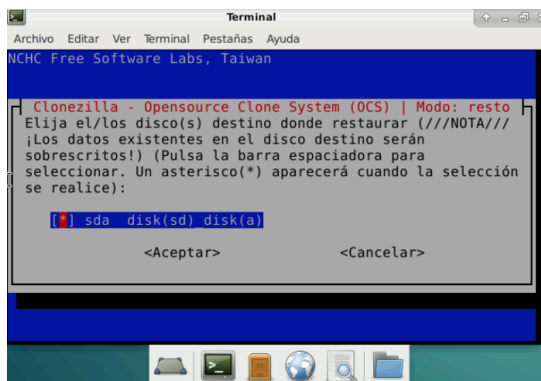 Terminal
Archivo Editar Ver Terminal Pestañas Ayuda
NCHC Free Software Labs, Taiwan
Clonezilla - Opensource Clone System (OCS) | Modo: resto
Elija el/los disco(s) destino donde restaurar (///NOTA///
¡Los datos existentes en el disco destino serán
sobrescritos!) (Pulsa la barra espaciadora para
seleccionar. Un asterisco(*) aparecerá cuando la selección
se realice):
[*] sda disk(sd)_disk(a)
<Aceptar> <Cancelar>